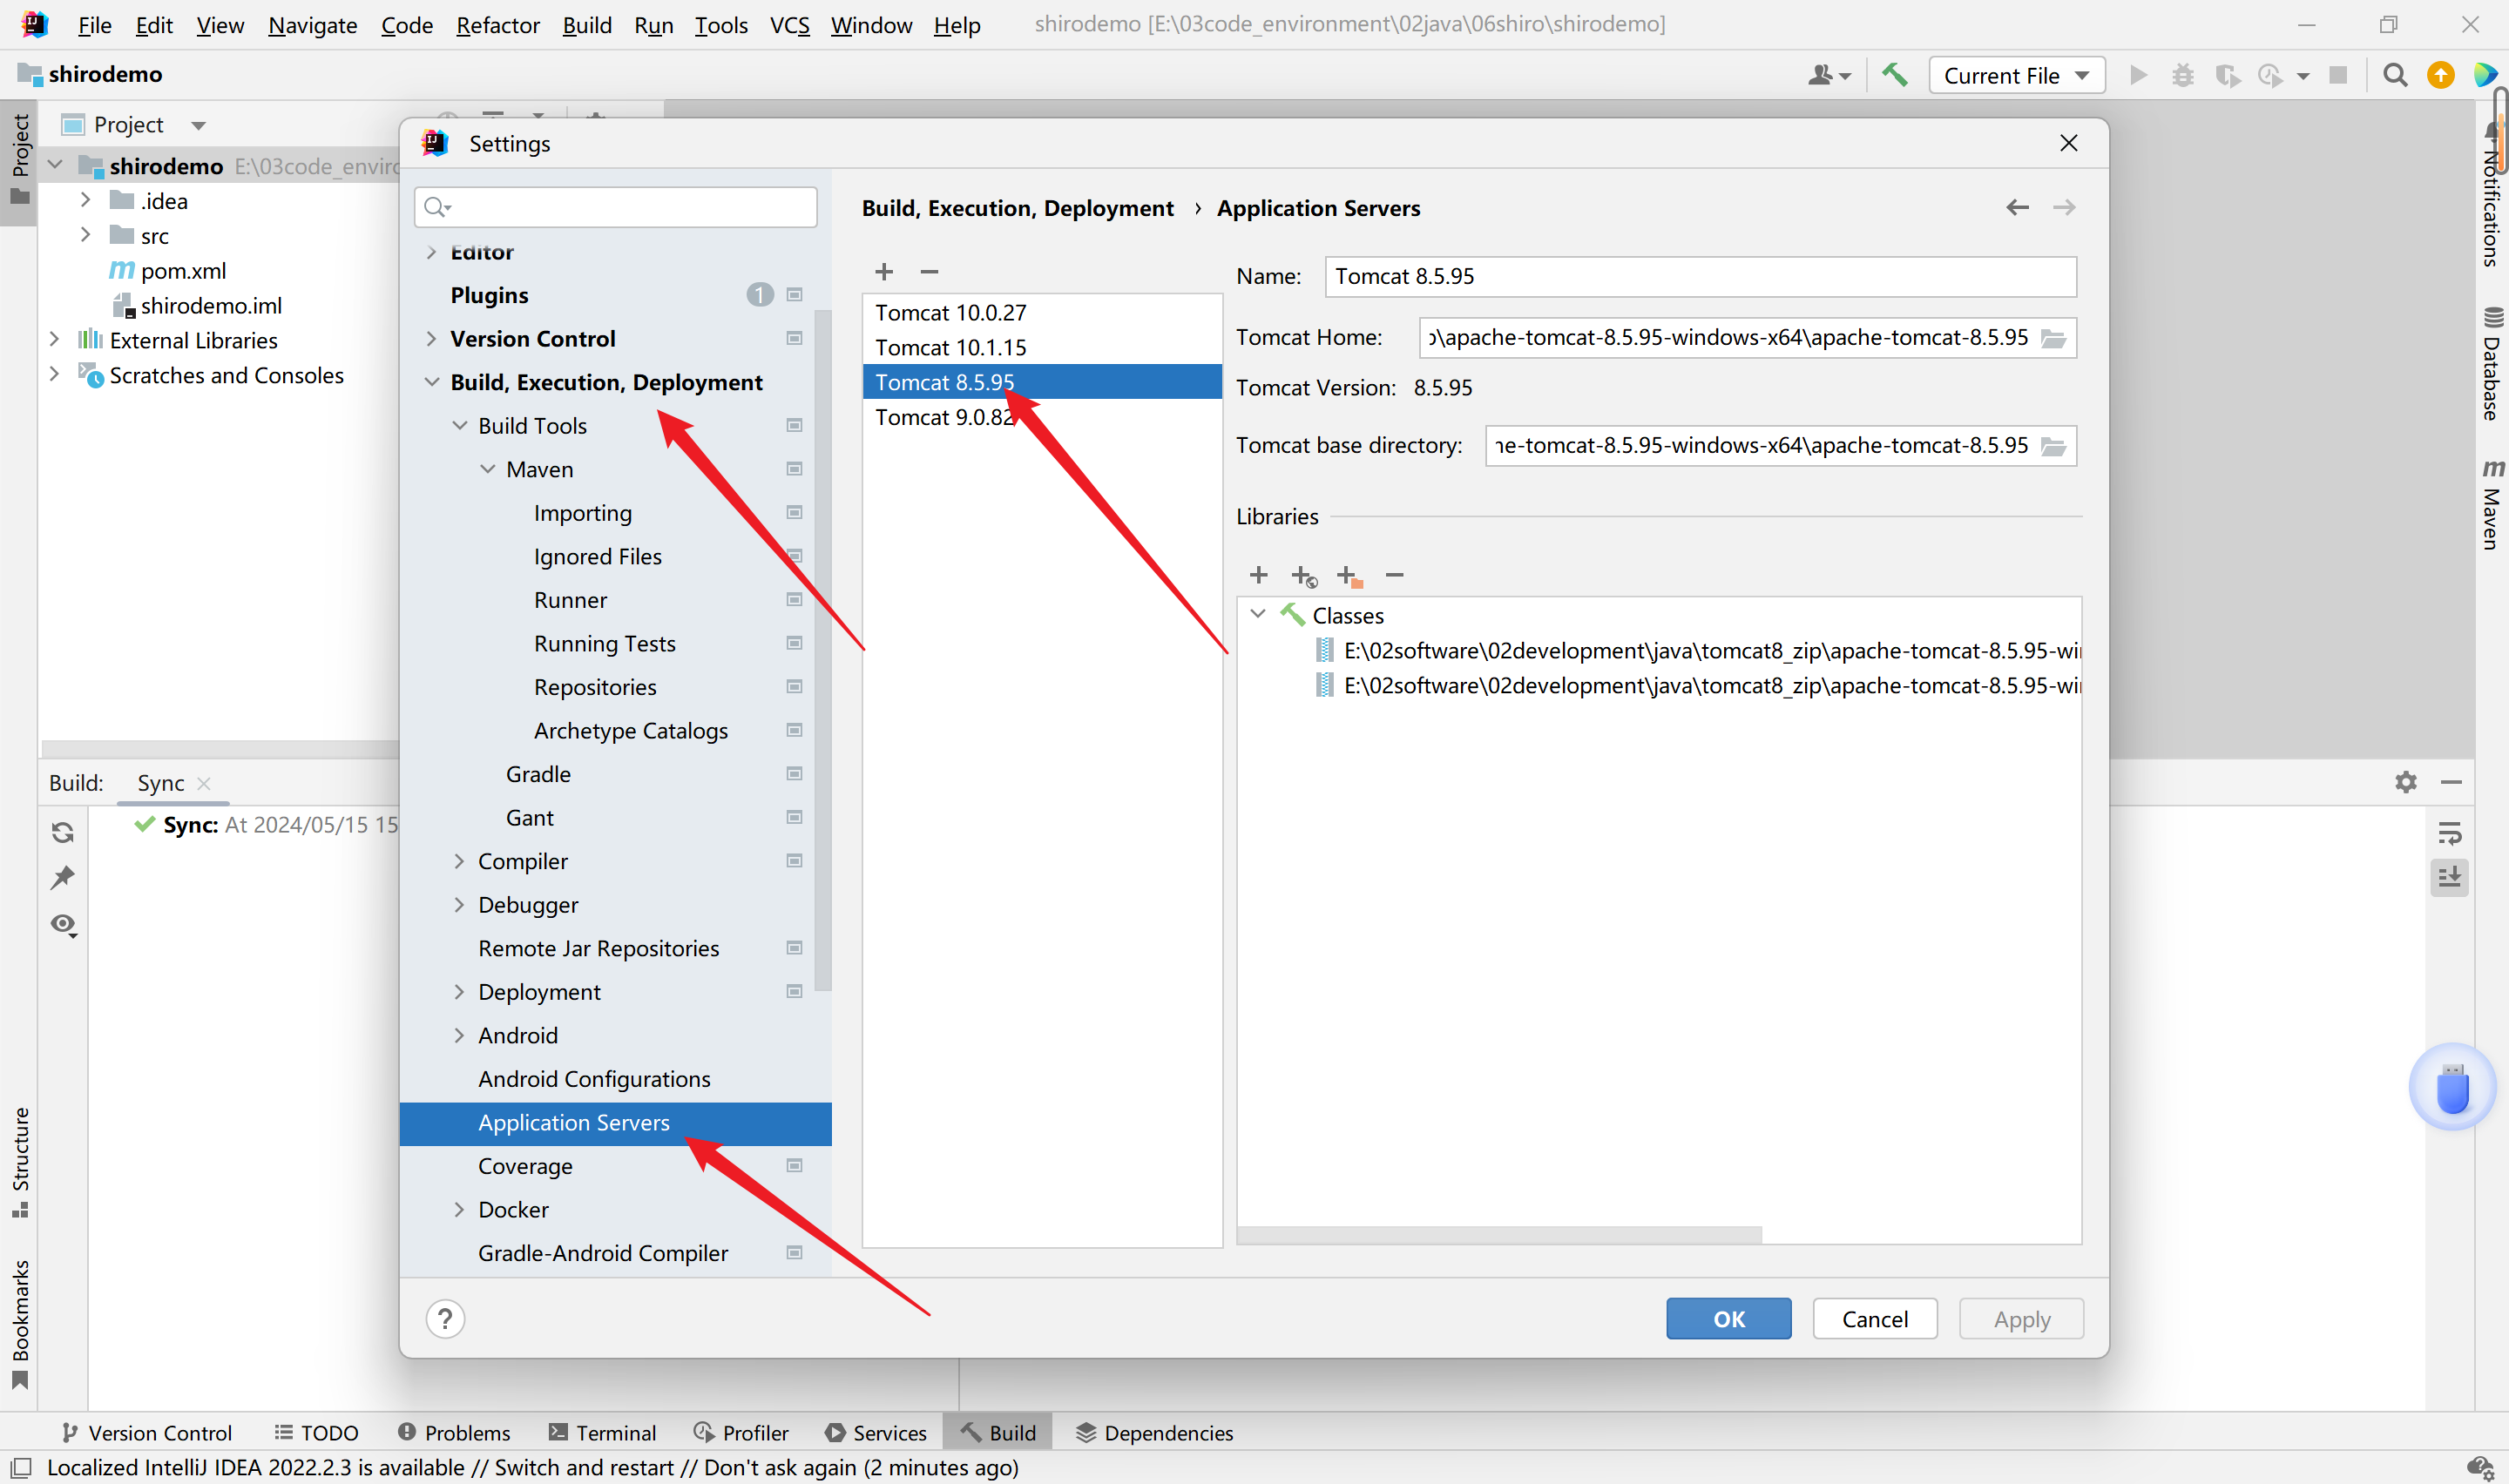 File Edit View Navigate Code Refactor Build Run Tools VCS Window Help shirodemo [E:\03code_environment\02java\06shiro\shirodemo]
shirodemo
Current File
Project
Project
shirodemo E:\03code_enviro
.idea
src
pom.xml
shirodemo.iml
External Libraries
Scratches and Consoles
Build: Sync
Sync: At 2024/05/15 15
Structure
Bookmarks
Settings
Editor
Plugins 1
Version Control
Build, Execution, Deployment
Build Tools
Maven
Importing
Ignored Files
Runner
Running Tests
Repositories
Archetype Catalogs
Gradle
Gant
Compiler
Debugger
Remote Jar Repositories
Deployment
Android
Android Configurations
Application Servers
Coverage
Docker
Gradle-Android Compiler
Build, Execution, Deployment › Application Servers
Tomcat 10.0.27
Tomcat 10.1.15
Tomcat 8.5.95
Tomcat 9.0.82
Name: Tomcat 8.5.95
Tomcat Home: \apache-tomcat-8.5.95-windows-x64\apache-tomcat-8.5.95
Tomcat Version: 8.5.95
Tomcat base directory: he-tomcat-8.5.95-windows-x64\apache-tomcat-8.5.95
Libraries
Classes
E:\02software\02development\java\tomcat8_zip\apache-tomcat-8.5.95-wi
E:\02software\02development\java\tomcat8_zip\apache-tomcat-8.5.95-wi
?
OK Cancel Apply
Notifications
Database
m Maven
Version Control TODO Problems Terminal Profiler Services Build Dependencies
Localized IntelliJ IDEA 2022.2.3 is available // Switch and restart // Don't ask again (2 minutes ago)